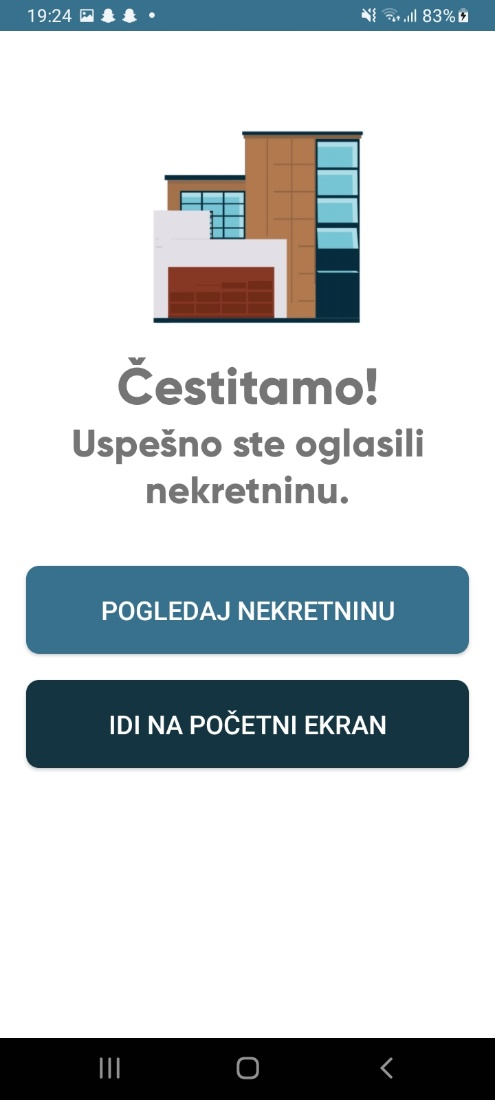 19:24
83%
Čestitamo!
Uspešno ste oglasili
nekretninu.
POGLEDAJ NEKRETNINU
IDI NA POČETNI EKRAN